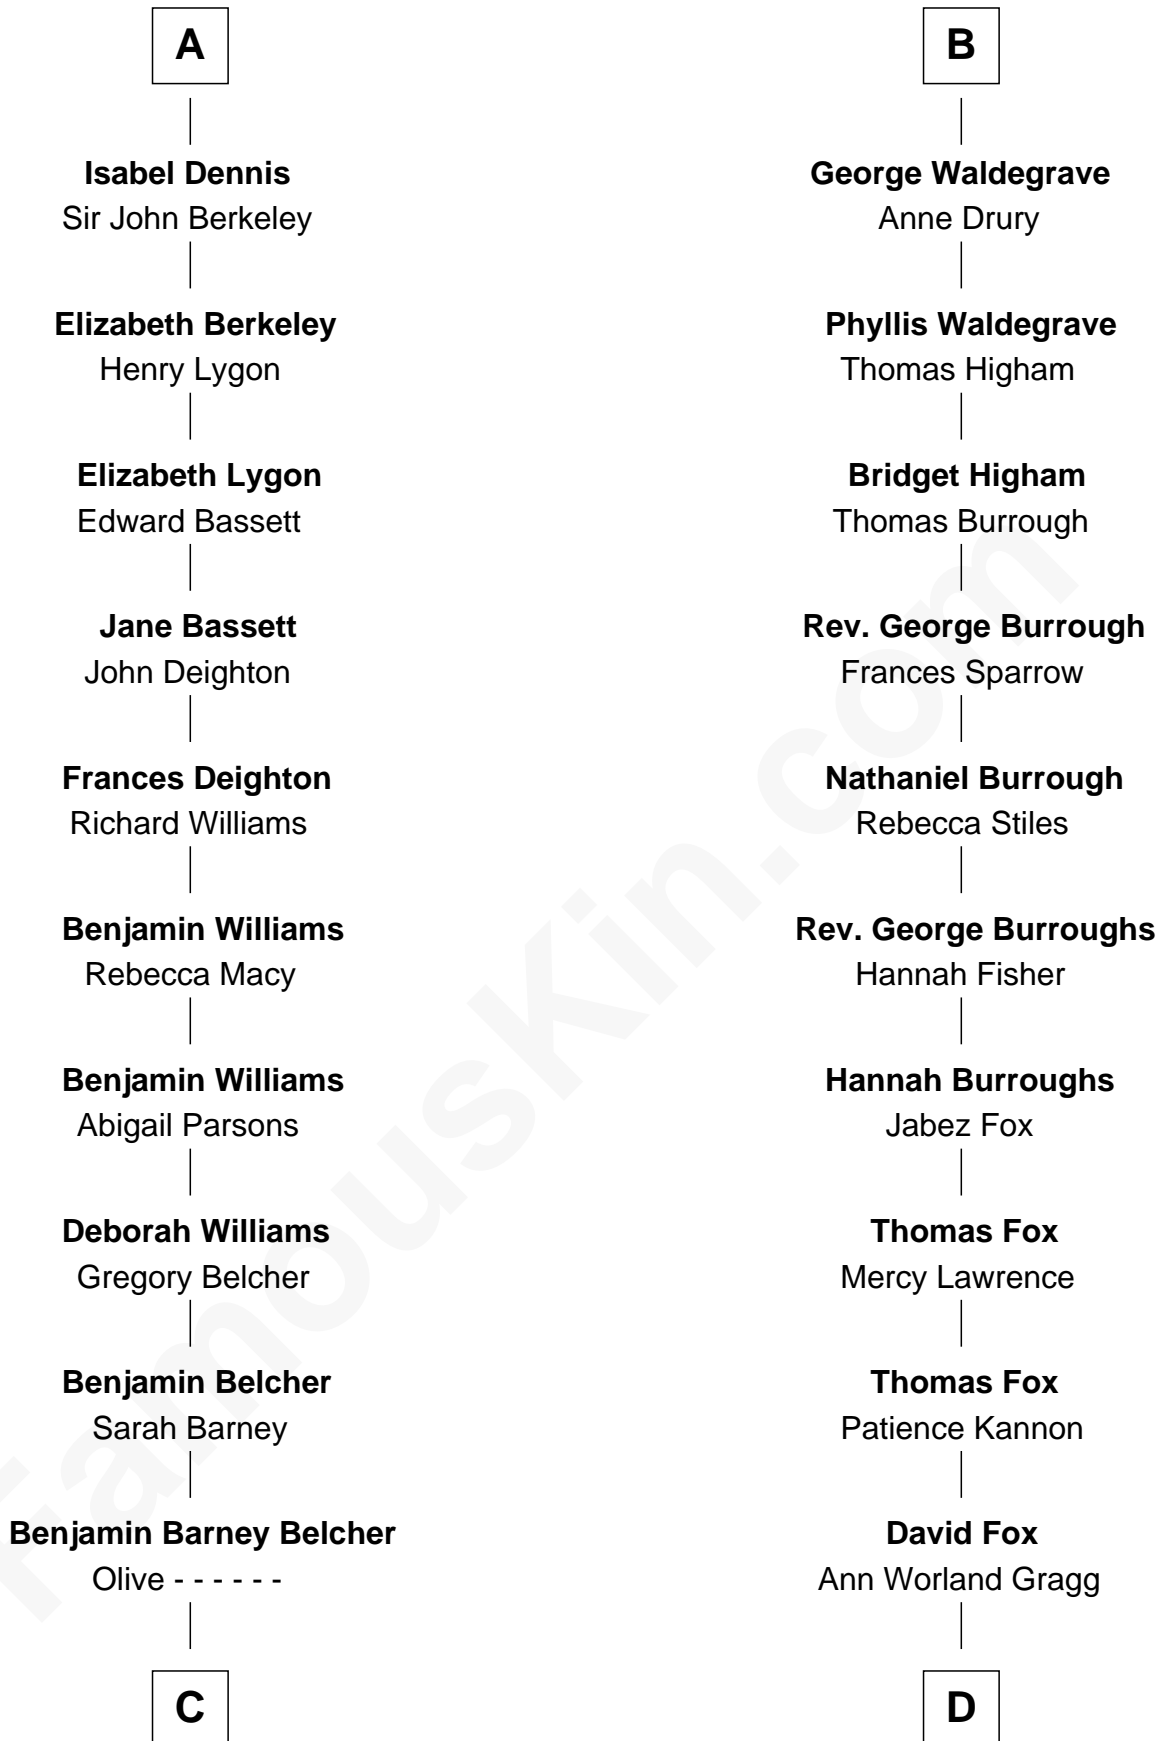 A
Isabel Dennis
Sir John Berkeley
Elizabeth Berkeley
Henry Lygon
Elizabeth Lygon
Edward Bassett
Jane Bassett
John Deighton
Frances Deighton
Richard Williams
Benjamin Williams
Rebecca Macy
Benjamin Williams
Abigail Parsons
Deborah Williams
Gregory Belcher
Benjamin Belcher
Sarah Barney
Benjamin Barney Belcher
Olive - - - - - -
C
B
George Waldegrave
Anne Drury
Phyllis Waldegrave
Thomas Higham
Bridget Higham
Thomas Burrough
Rev. George Burrough
Frances Sparrow
Nathaniel Burrough
Rebecca Stiles
Rev. George Burroughs
Hannah Fisher
Hannah Burroughs
Jabez Fox
Thomas Fox
Mercy Lawrence
Thomas Fox
Patience Kannon
David Fox
Ann Worland Gragg
D
FamousKin.com